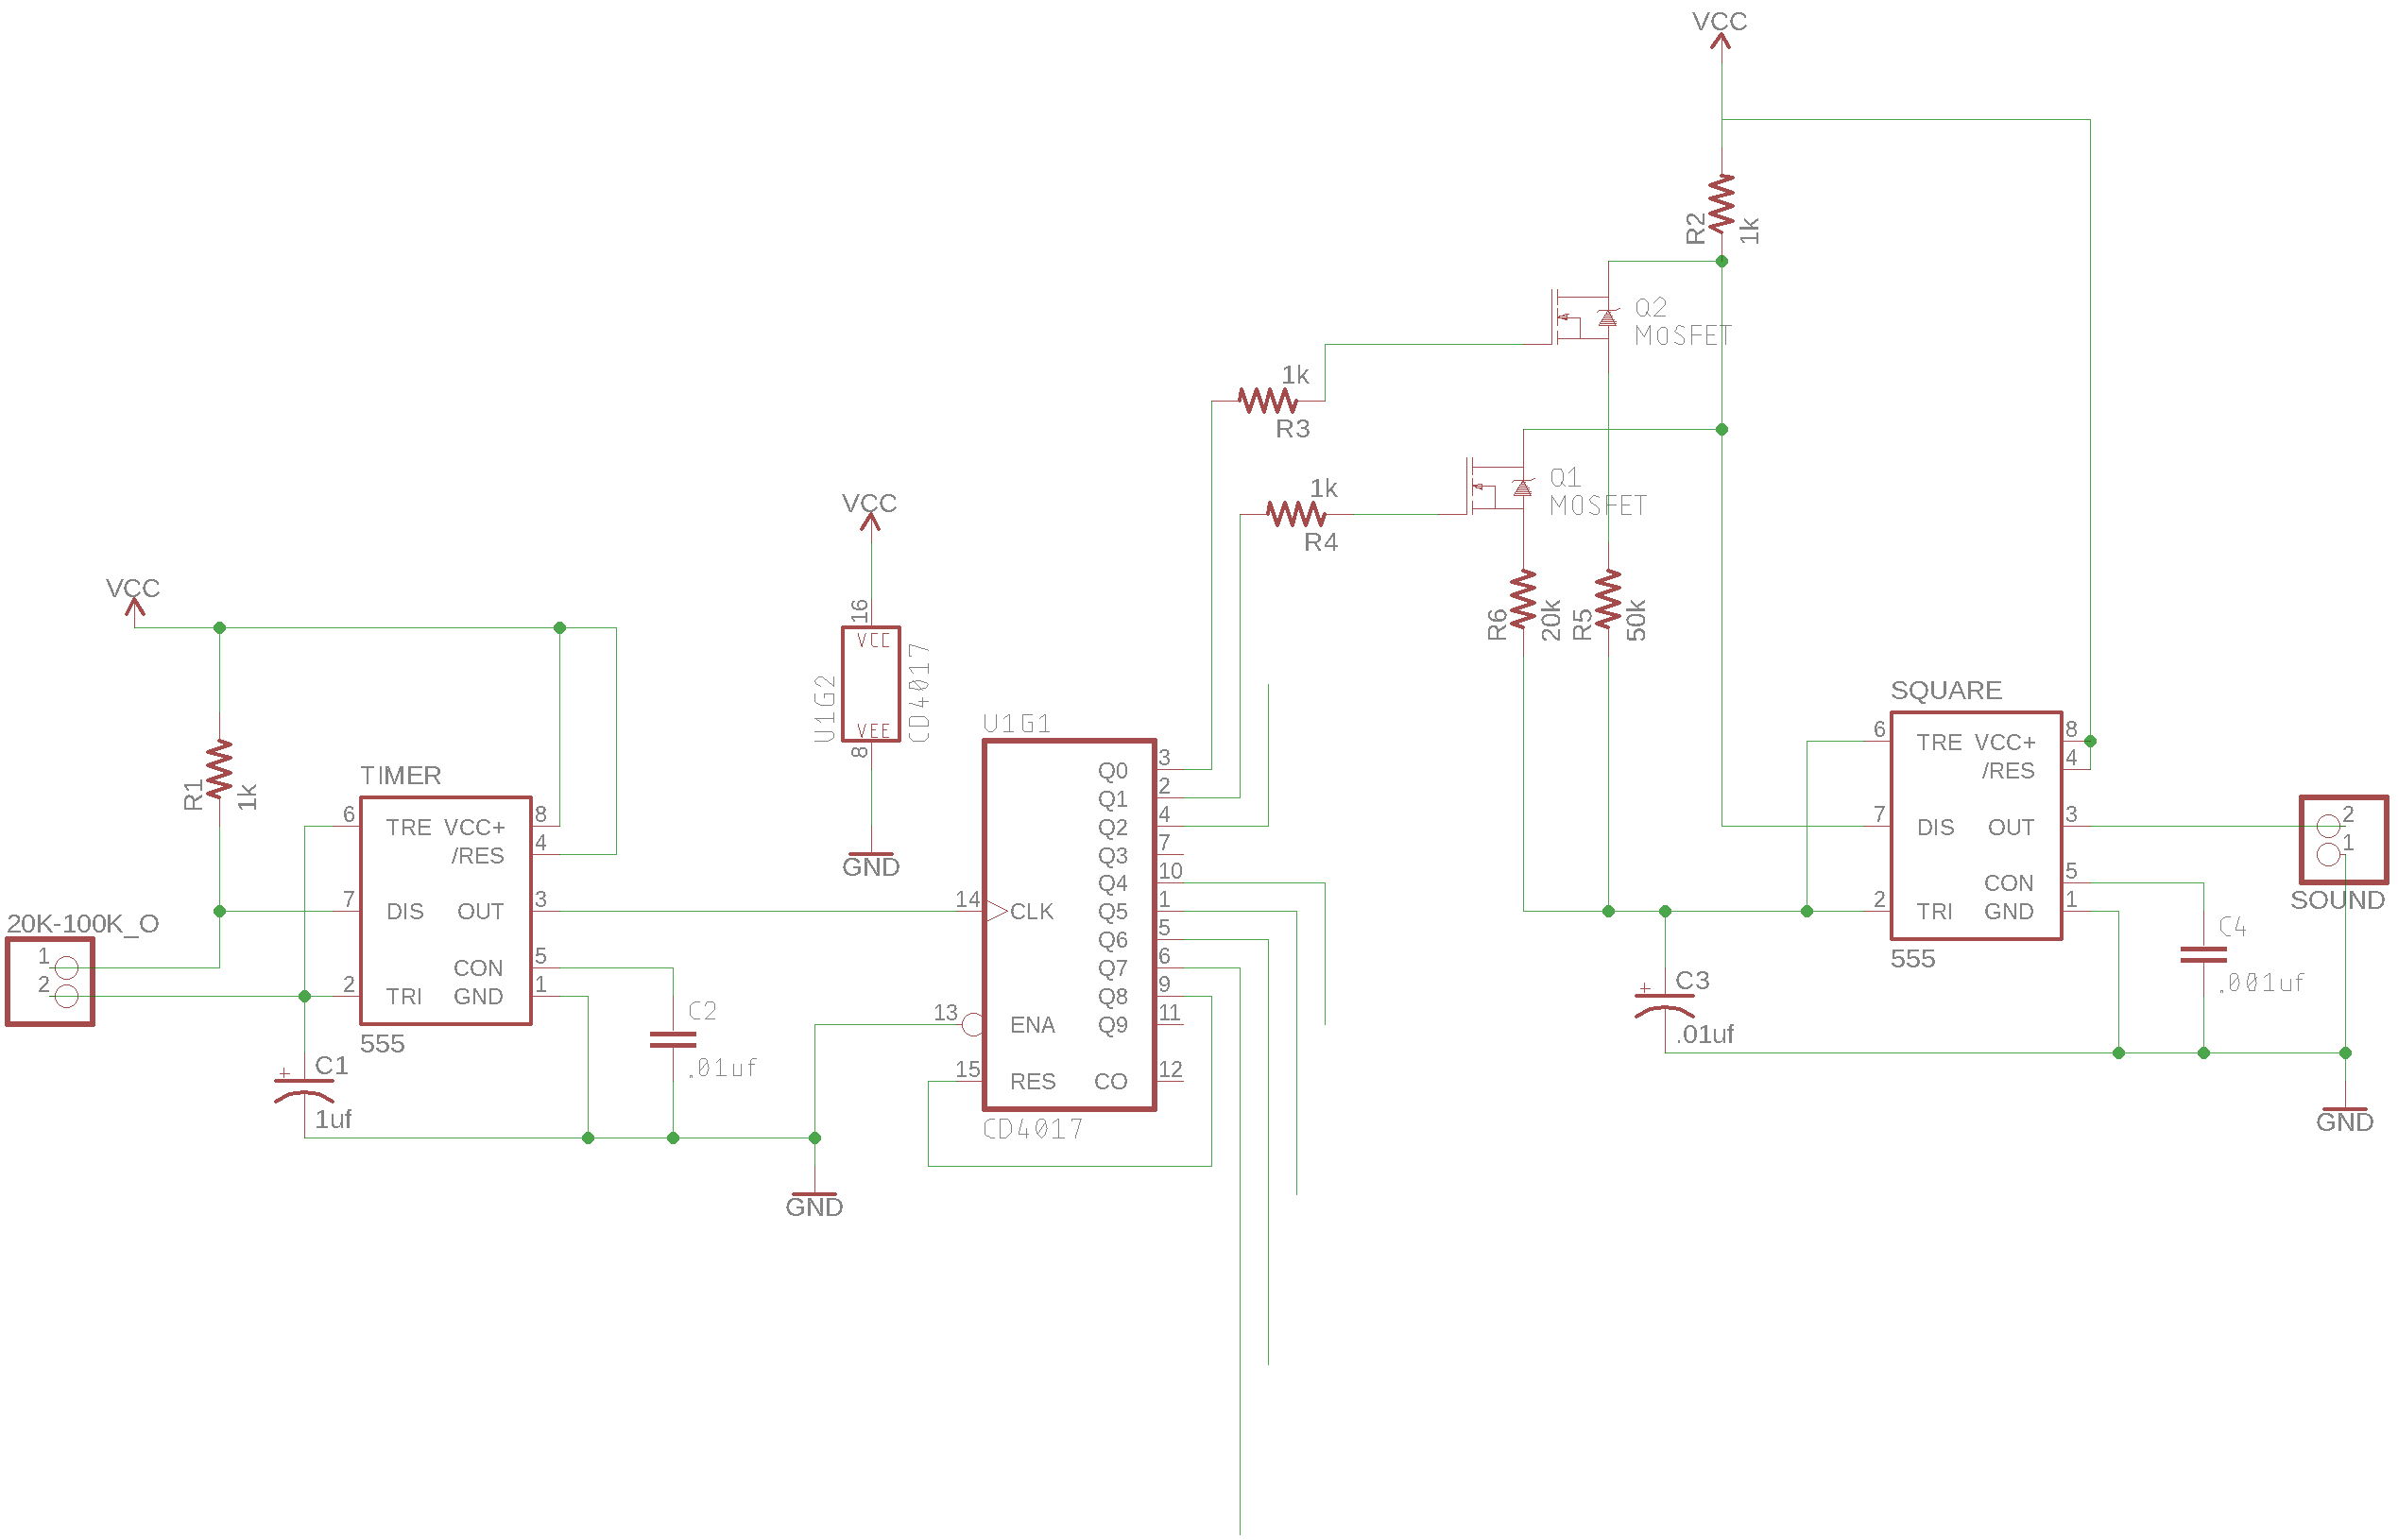 VCC
R2
1k
Q2
MOSFET
1k
R3
Q1
MOSFET
1k
R4
VCC
16
VCC
U1G2
CD4017
VEE
8
GND
VCC
R1
1k
R6
20k
R5
50k
TIMER
6 TRE VCC+ 8
/RES 4
7 DIS OUT 3
CON 5
2 TRI GND 1
555
20K-100K_O
1
2
+ C1
1uf
C2
.01uf
GND
U1G1
Q0 3
Q1 2
Q2 4
Q3 7
Q4 10
14 CLK Q5 1
Q6 5
Q7 6
Q8 9
13 ENA Q9 11
15 RES CO 12
CD4017
SQUARE
6 TRE VCC+ 8
/RES 4
7 DIS OUT 3
CON 5
2 TRI GND 1
555
+ C3
.01uf
C4
.001uf
2
1
SOUND
GND